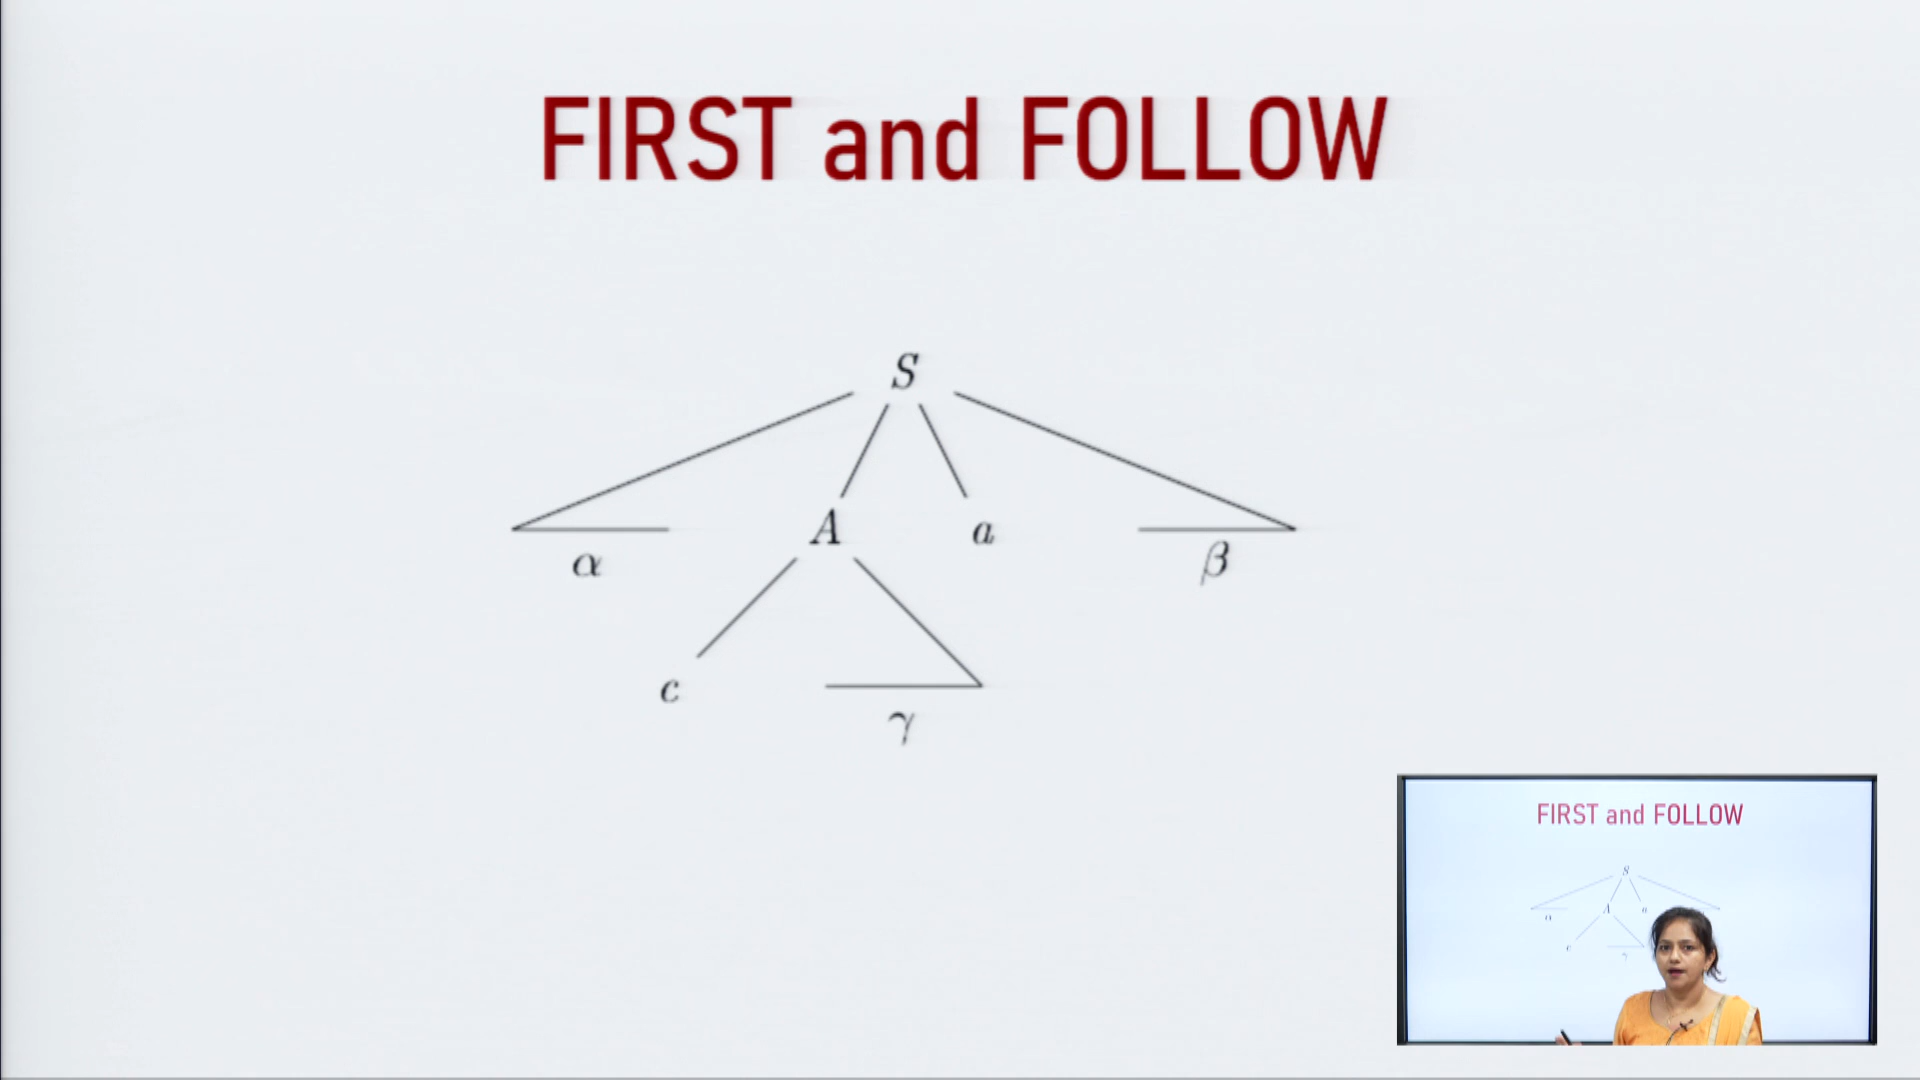 FIRST and FOLLOW
S
A a
α β
c
γ
FIRST and FOLLOW
S
α A a
c
γ